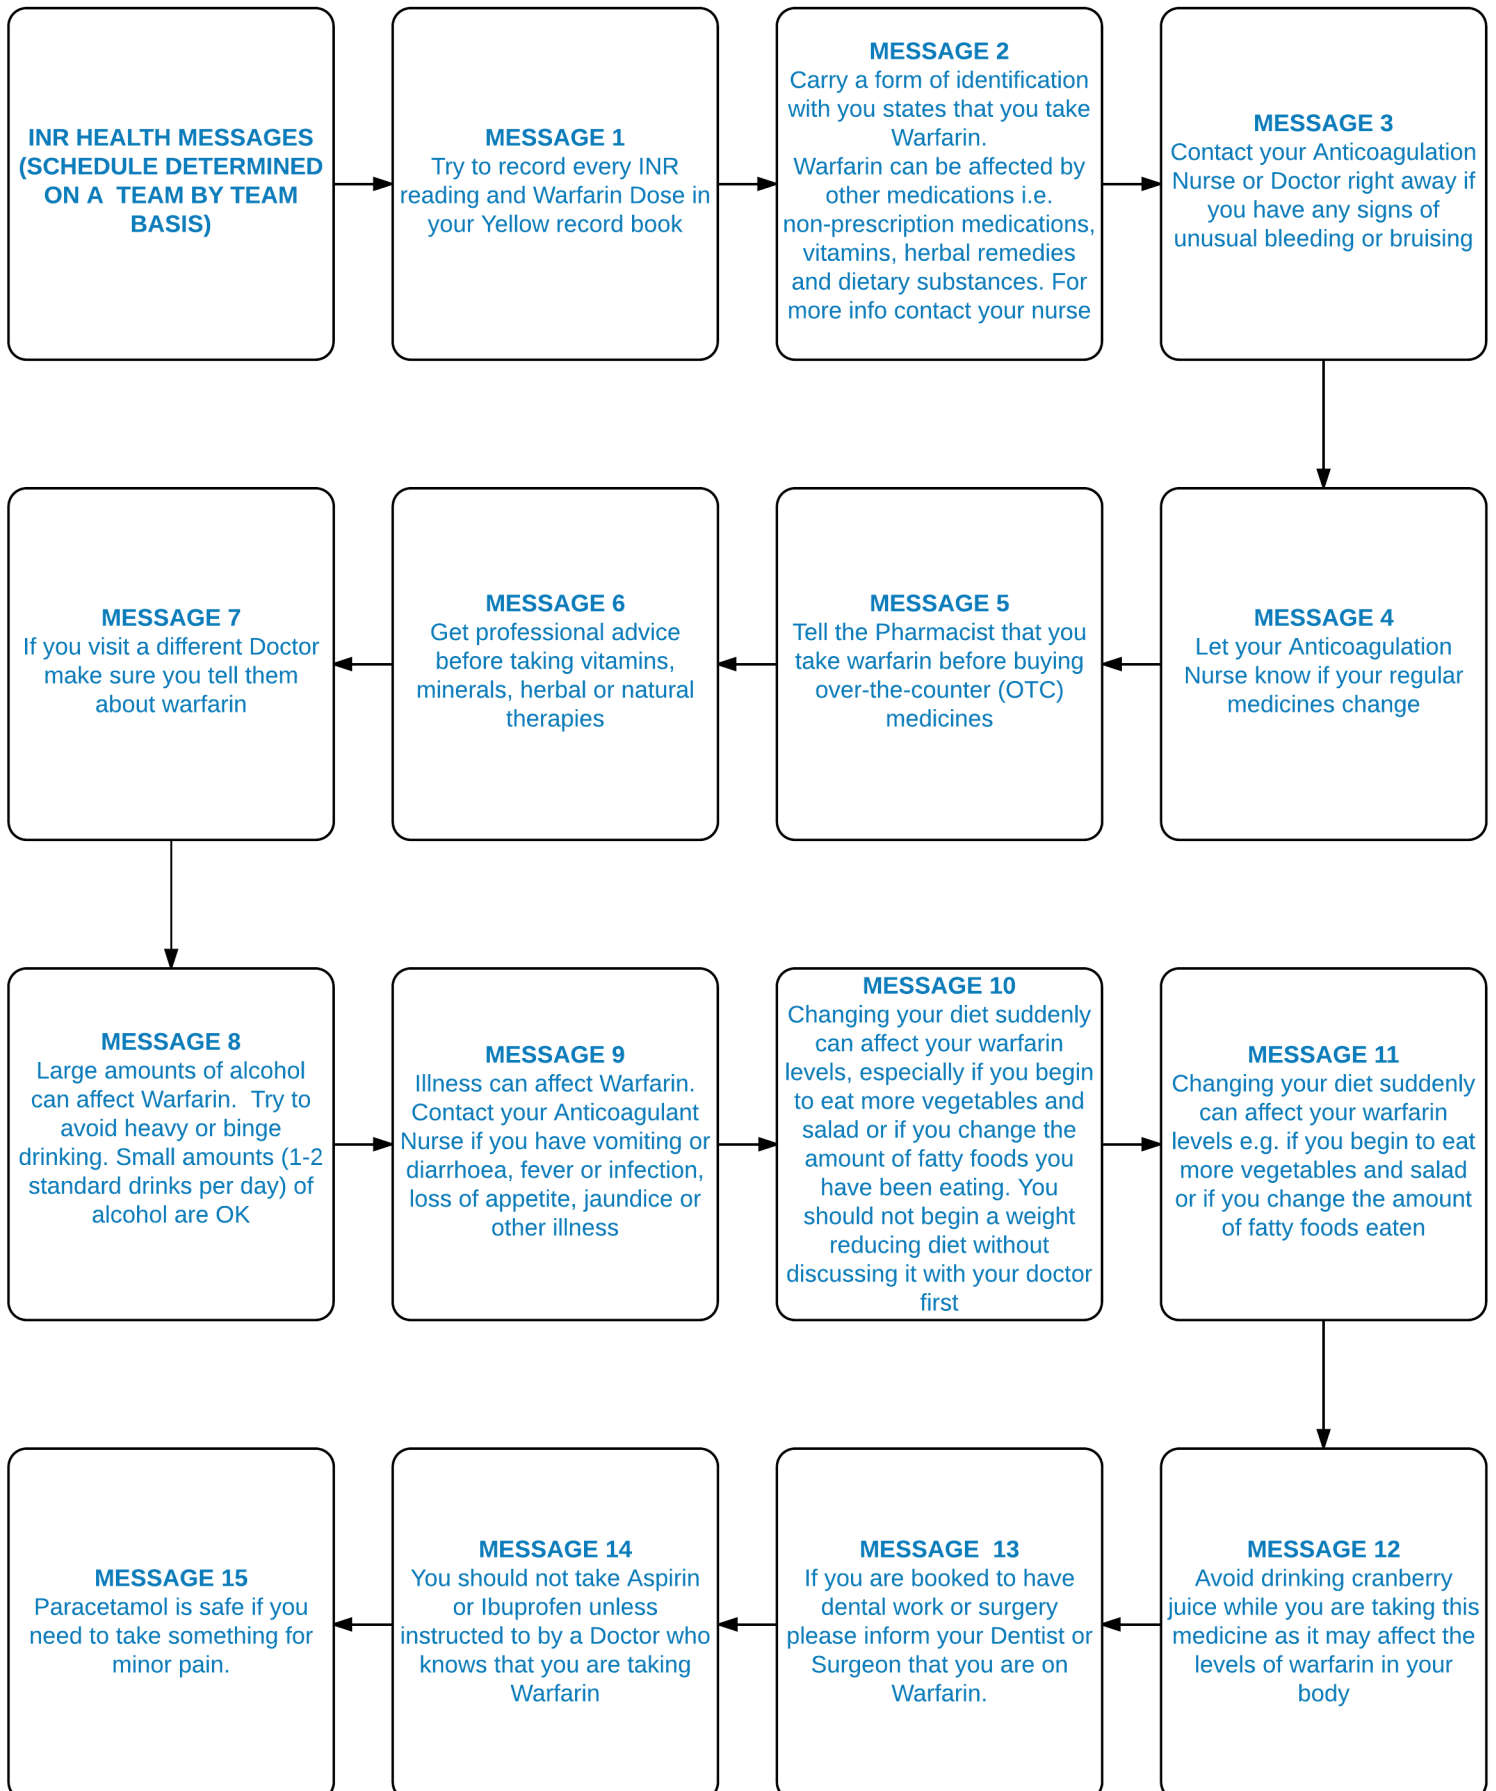 INR HEALTH MESSAGES
(SCHEDULE DETERMINED
ON A  TEAM BY TEAM
BASIS)
MESSAGE 1
Try to record every INR
reading and Warfarin Dose in
your Yellow record book
MESSAGE 2
Carry a form of identification
with you states that you take
Warfarin.
Warfarin can be affected by
other medications i.e.
non-prescription medications,
vitamins, herbal remedies
and dietary substances. For
more info contact your nurse
MESSAGE 3
Contact your Anticoagulation
Nurse or Doctor right away if
you have any signs of
unusual bleeding or bruising
MESSAGE 4
Let your Anticoagulation
Nurse know if your regular
medicines change
MESSAGE 5
Tell the Pharmacist that you
take warfarin before buying
over-the-counter (OTC)
medicines
MESSAGE 6
Get professional advice
before taking vitamins,
minerals, herbal or natural
therapies
MESSAGE 7
If you visit a different Doctor
make sure you tell them
about warfarin
MESSAGE 8
Large amounts of alcohol
can affect Warfarin.  Try to
avoid heavy or binge
drinking. Small amounts (1-2
standard drinks per day) of
alcohol are OK
MESSAGE 9
Illness can affect Warfarin.
Contact your Anticoagulant
Nurse if you have vomiting or
diarrhoea, fever or infection,
loss of appetite, jaundice or
other illness
MESSAGE 10
Changing your diet suddenly
can affect your warfarin
levels, especially if you begin
to eat more vegetables and
salad or if you change the
amount of fatty foods you
have been eating. You
should not begin a weight
reducing diet without
discussing it with your doctor
first
MESSAGE 11
Changing your diet suddenly
can affect your warfarin
levels e.g. if you begin to eat
more vegetables and salad
or if you change the amount
of fatty foods eaten
MESSAGE 12
Avoid drinking cranberry
juice while you are taking this
medicine as it may affect the
levels of warfarin in your
body
MESSAGE  13
If you are booked to have
dental work or surgery
please inform your Dentist or
Surgeon that you are on
Warfarin.
MESSAGE 14
You should not take Aspirin
or Ibuprofen unless
instructed to by a Doctor who
knows that you are taking
Warfarin
MESSAGE 15
Paracetamol is safe if you
need to take something for
minor pain.